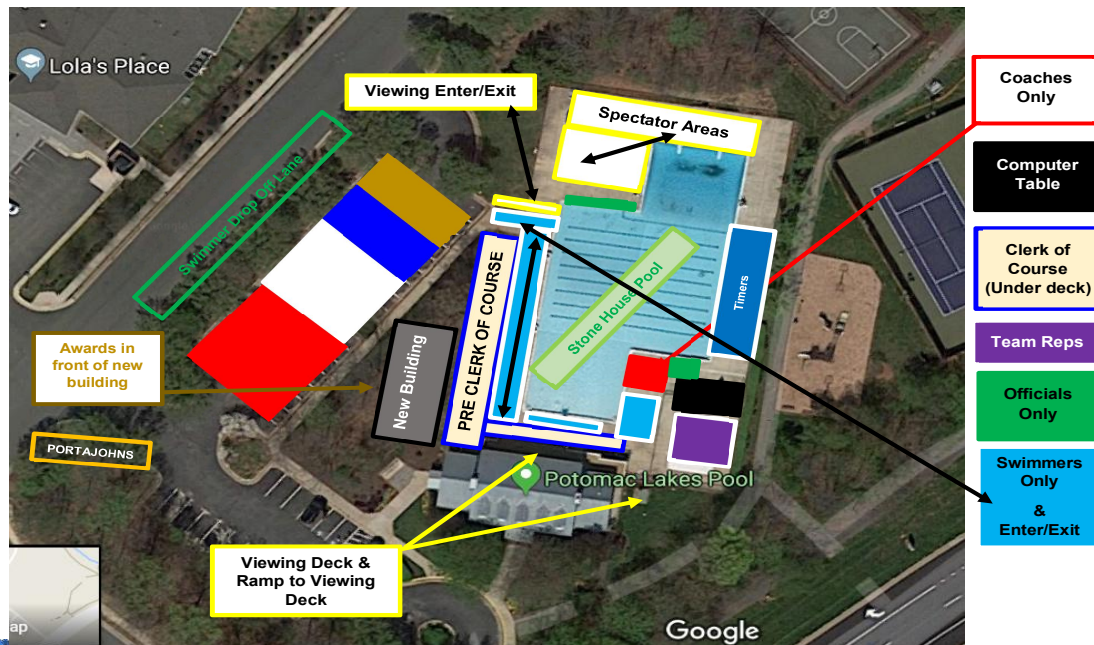 Lola's Place
Viewing Enter/Exit
Spectator Areas
Coaches
Only
Computer
Table
Clerk of
Course
(Under deck)
Team Reps
Officials
Only
Swimmers
Only
&
Enter/Exit
Swimmer Drop Off Lane
PRE CLERK OF COURSE
Stone House Pool
Timers
New Building
Awards in
front of new
building
PORTAJOHNS
Potomac Lakes Pool
Viewing Deck &
Ramp to Viewing
Deck
ap
Google